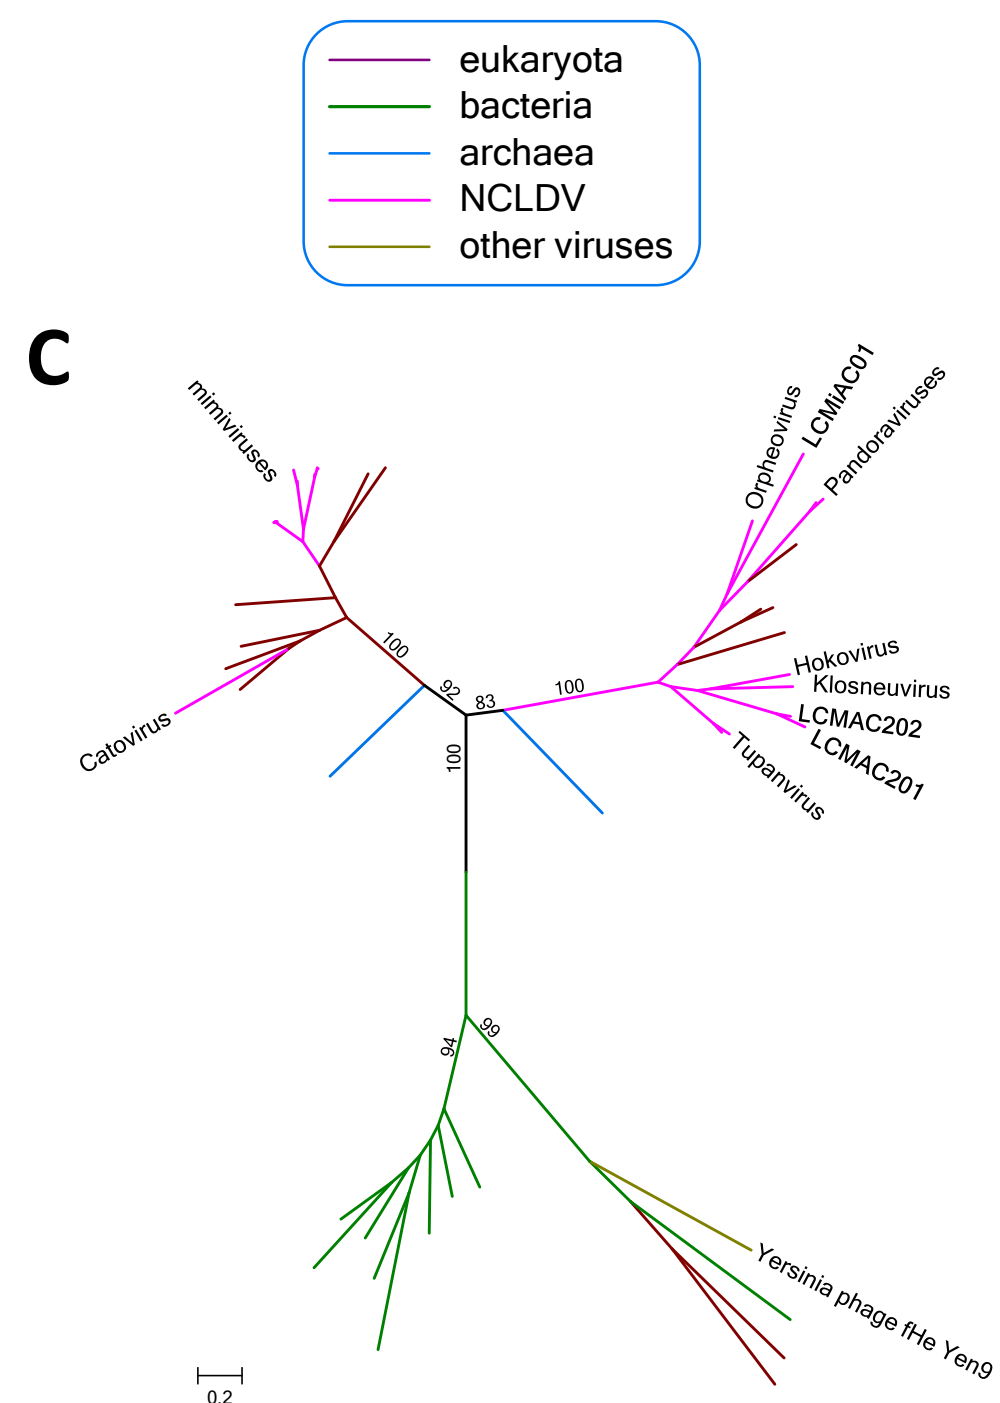 eukaryota
bacteria
archaea
NCLDV
other viruses
C
mimiviruses
Orpheovirus
LCMiAC01
Pandoraviruses
100
92
83
100
100
Hokovirus
Klosneuvirus
LCMAC202
LCMAC201
Tupanvirus
Catovirus
99
94
Yersinia phage fHe Yen9
0.2